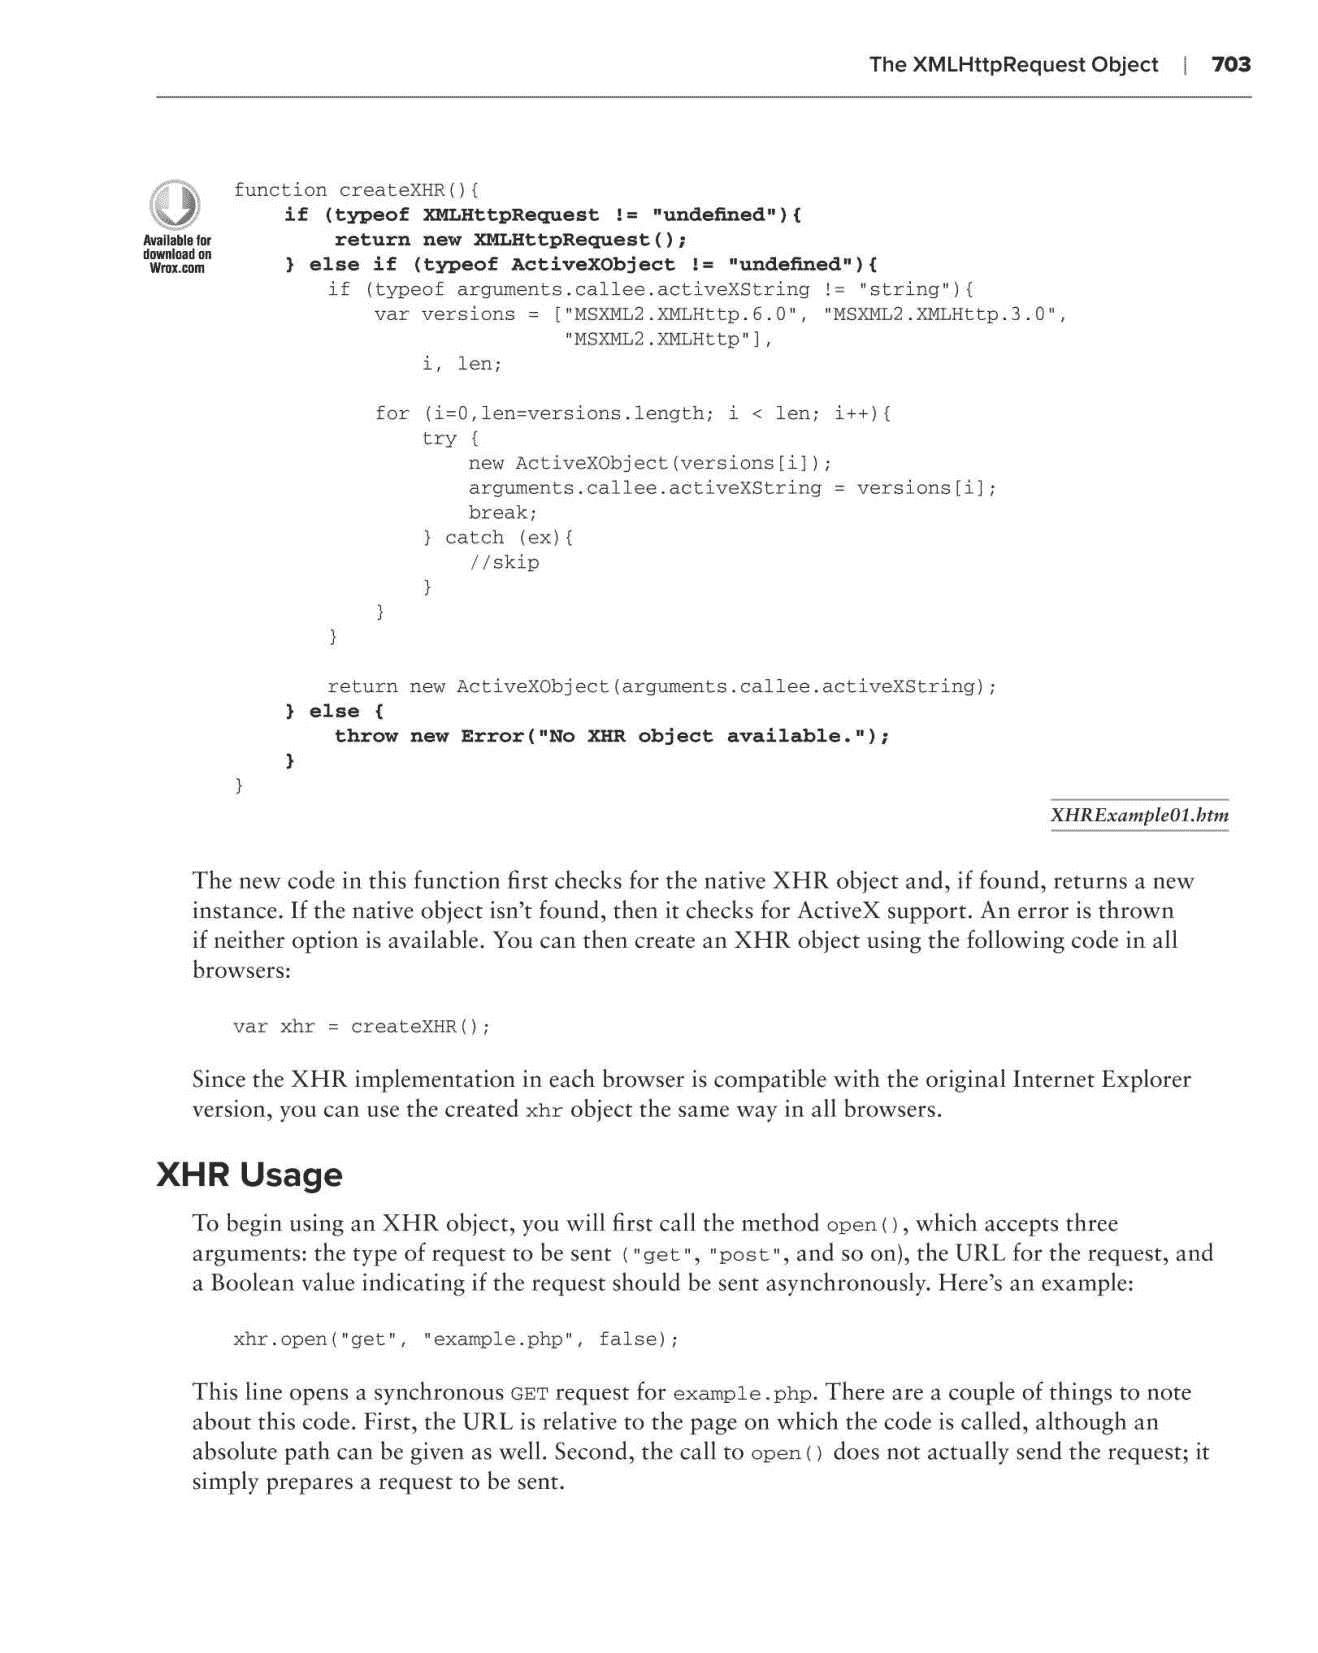 The XMLHttpRequest Object | 703
Available for
download on
Wrox.com
function createXHR(){
    if (typeof XMLHttpRequest != "undefined"){
        return new XMLHttpRequest();
    } else if (typeof ActiveXObject != "undefined"){
        if (typeof arguments.callee.activeXString != "string"){
            var versions = ["MSXML2.XMLHttp.6.0", "MSXML2.XMLHttp.3.0",
                            "MSXML2.XMLHttp"],
                i, len;
            for (i=0,len=versions.length; i < len; i++){
                try {
                    new ActiveXObject(versions[i]);
                    arguments.callee.activeXString = versions[i];
                    break;
                } catch (ex){
                    //skip
                }
            }
        }
        return new ActiveXObject(arguments.callee.activeXString);
    } else {
        throw new Error("No XHR object available.");
    }
}
XHRExample01.htm
The new code in this function first checks for the native XHR object and, if found, returns a new
instance. If the native object isn't found, then it checks for ActiveX support. An error is thrown
if neither option is available. You can then create an XHR object using the following code in all
browsers:
var xhr = createXHR();
Since the XHR implementation in each browser is compatible with the original Internet Explorer
version, you can use the created xhr object the same way in all browsers.
XHR Usage
To begin using an XHR object, you will first call the method open(), which accepts three
arguments: the type of request to be sent ("get", "post", and so on), the URL for the request, and
a Boolean value indicating if the request should be sent asynchronously. Here's an example:
xhr.open("get", "example.php", false);
This line opens a synchronous GET request for example.php. There are a couple of things to note
about this code. First, the URL is relative to the page on which the code is called, although an
absolute path can be given as well. Second, the call to open() does not actually send the request; it
simply prepares a request to be sent.